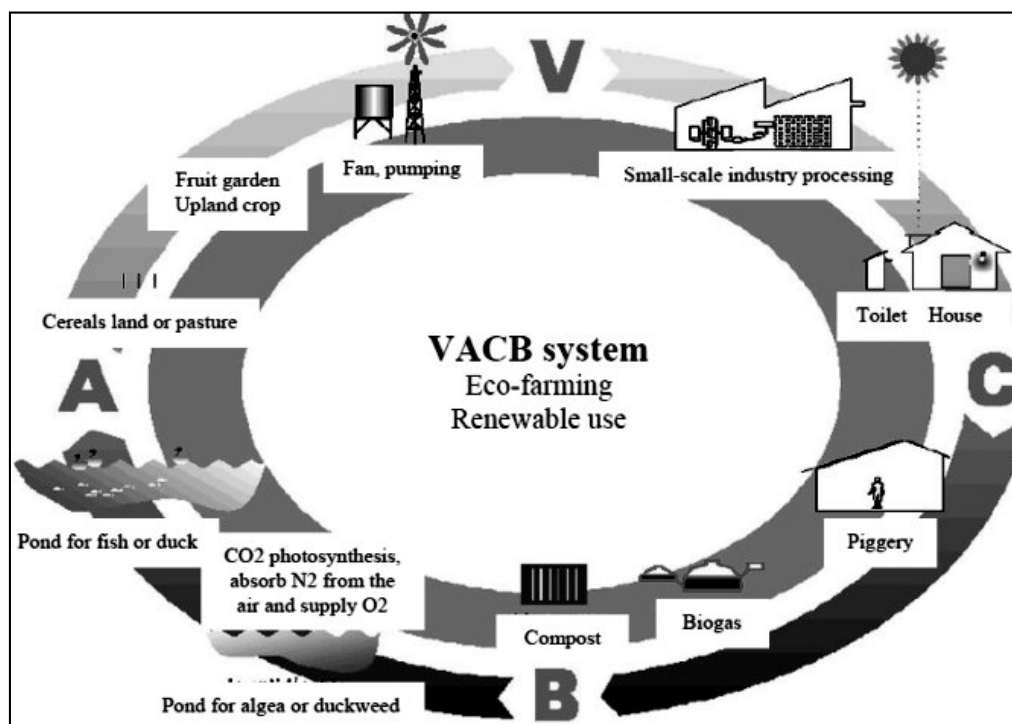 V
Fan, pumping
Small-scale industry processing
Fruit garden
Upland crop
Toilet House
Cereals land or pasture
VACB system
Eco-farming
Renewable use
A
C
Pond for fish or duck
Piggery
CO2 photosynthesis,
absorb N2 from the
air and supply O2
Compost
Biogas
B
Pond for algea or duckweed